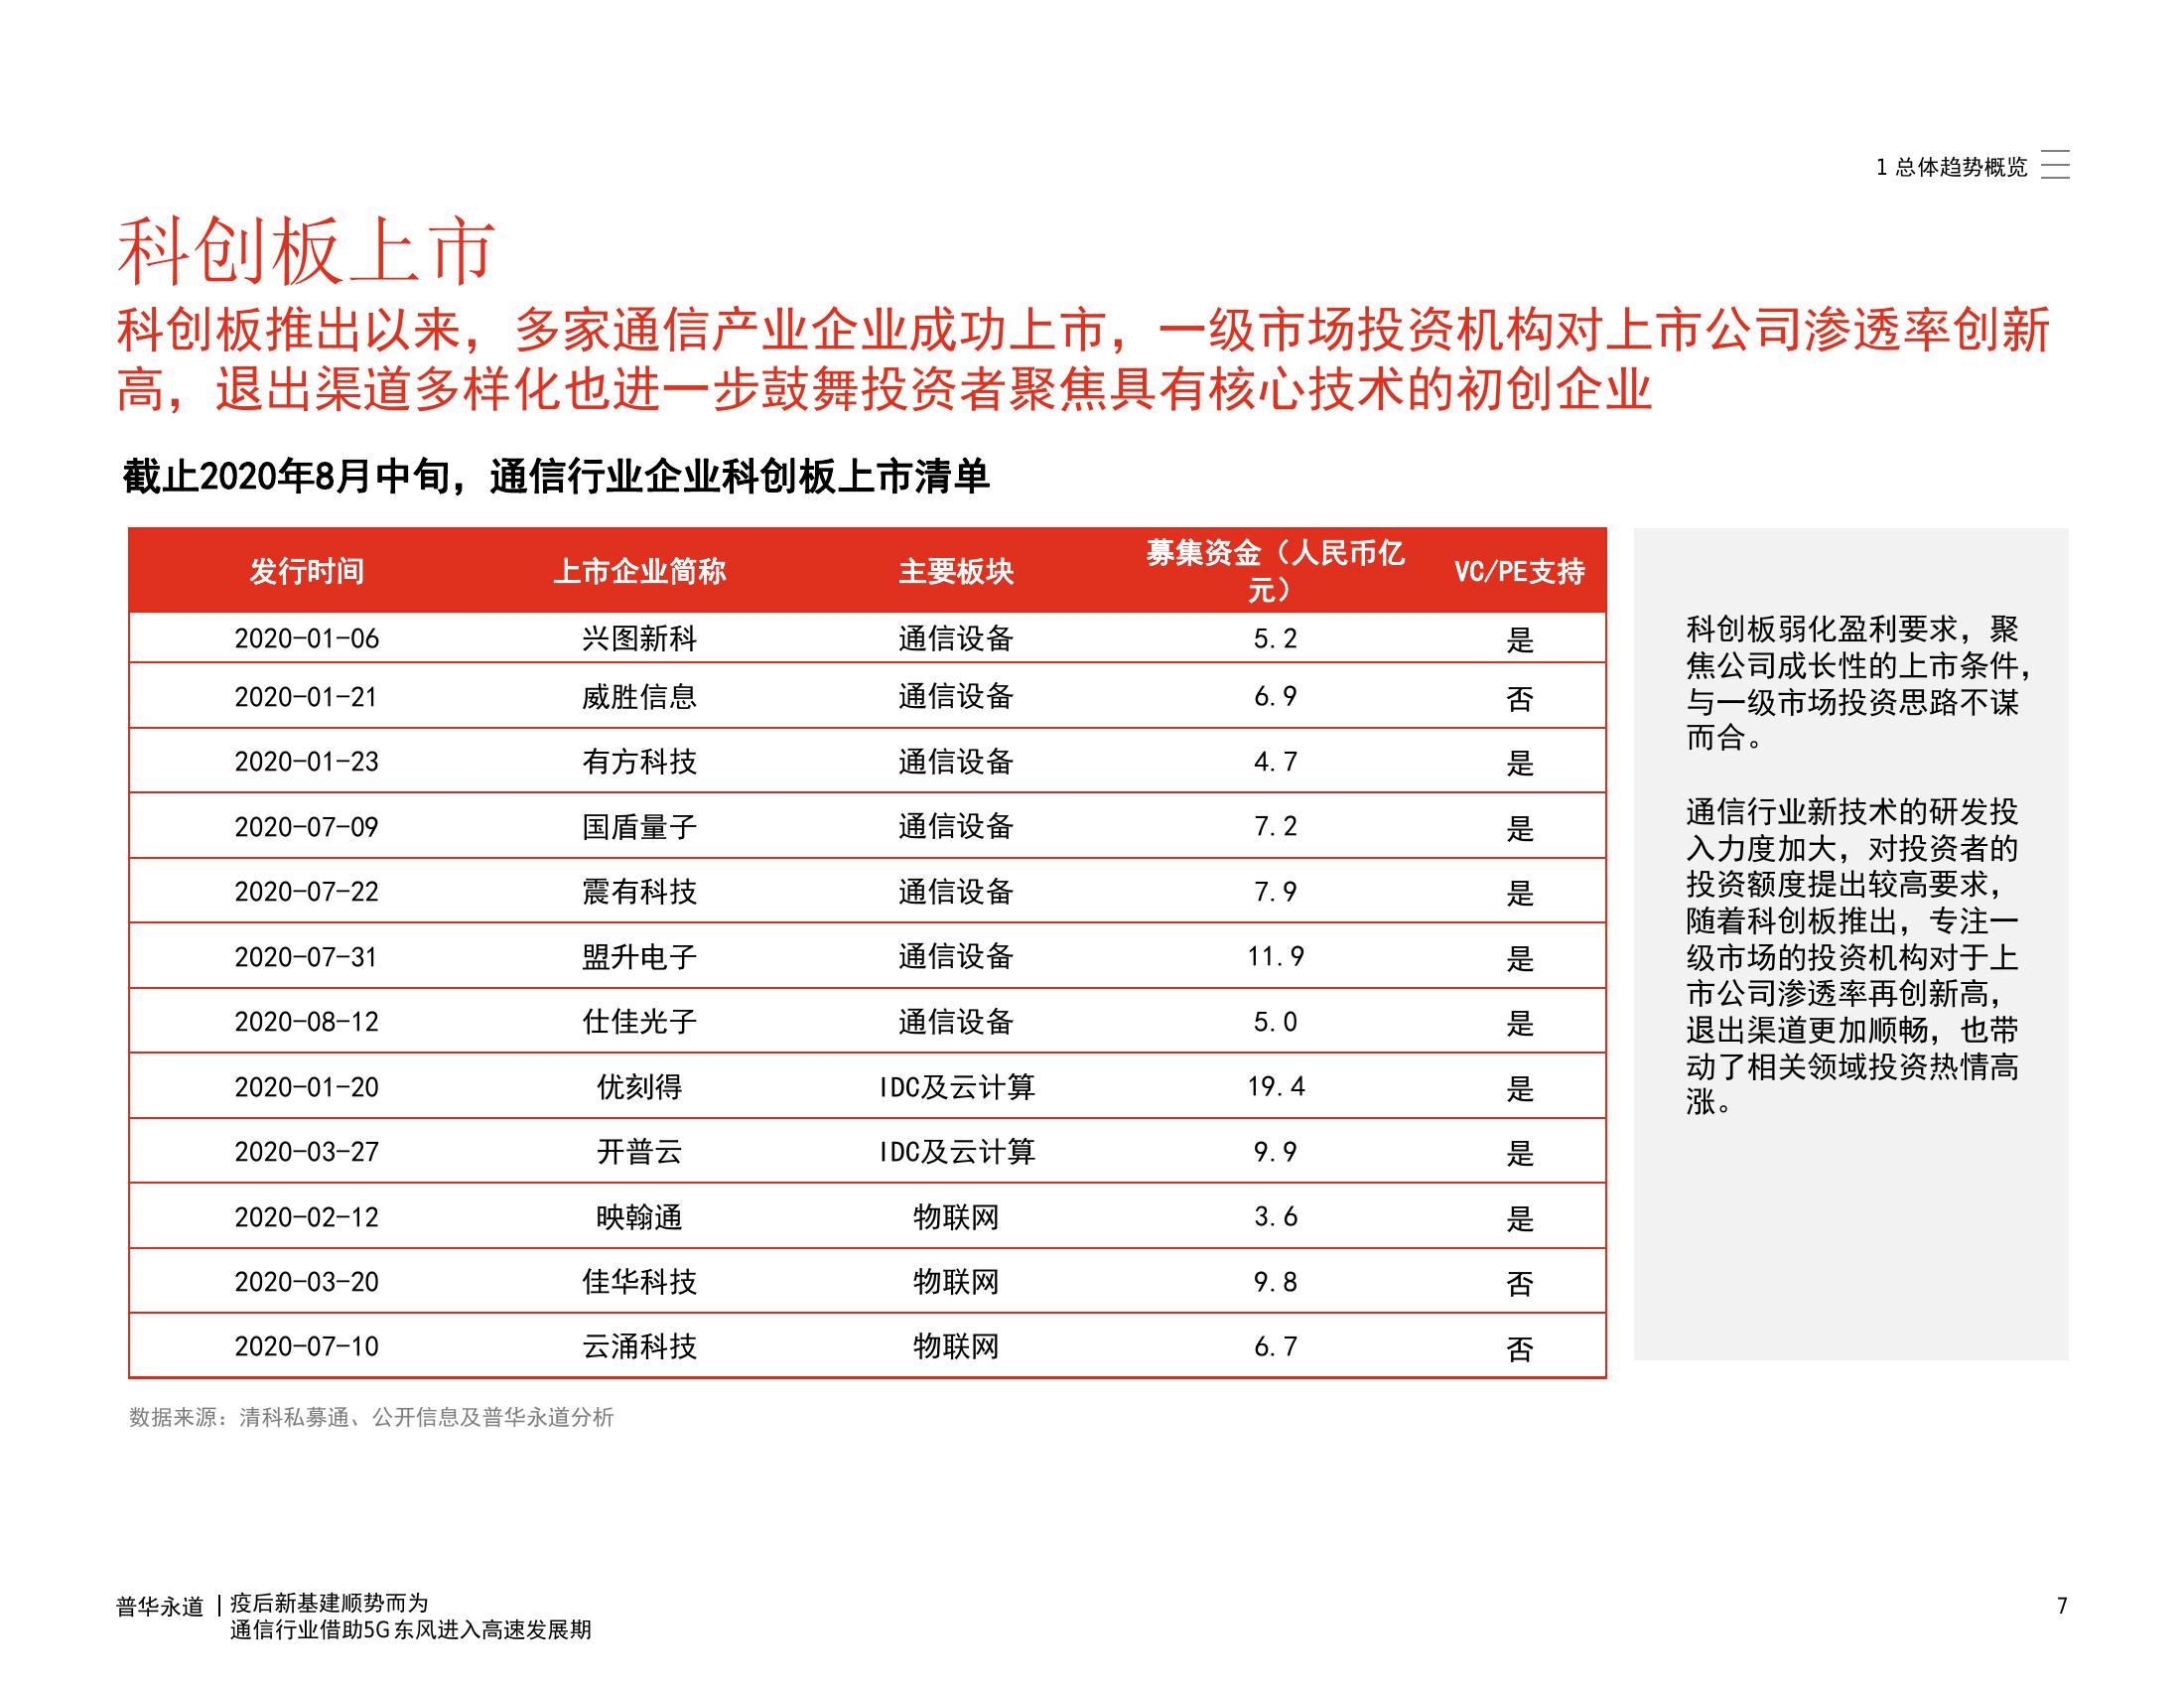 1 总体趋势概览
科创板上市
科创板推出以来，多家通信产业企业成功上市，一级市场投资机构对上市公司渗透率创新
高，退出渠道多样化也进一步鼓舞投资者聚焦具有核心技术的初创企业
截止2020年8月中旬，通信行业企业科创板上市清单
发行时间 上市企业简称 主要板块 募集资金（人民币亿元） VC/PE支持
2020-01-06 兴图新科 通信设备 5.2 是
2020-01-21 威胜信息 通信设备 6.9 否
2020-01-23 有方科技 通信设备 4.7 是
2020-07-09 国盾量子 通信设备 7.2 是
2020-07-22 震有科技 通信设备 7.9 是
2020-07-31 盟升电子 通信设备 11.9 是
2020-08-12 仕佳光子 通信设备 5.0 是
2020-01-20 优刻得 IDC及云计算 19.4 是
2020-03-27 开普云 IDC及云计算 9.9 是
2020-02-12 映翰通 物联网 3.6 是
2020-03-20 佳华科技 物联网 9.8 否
2020-07-10 云涌科技 物联网 6.7 否
科创板弱化盈利要求，聚
焦公司成长性的上市条件，
与一级市场投资思路不谋
而合。
通信行业新技术的研发投
入力度加大，对投资者的
投资额度提出较高要求，
随着科创板推出，专注一
级市场的投资机构对于上
市公司渗透率再创新高，
退出渠道更加顺畅，也带
动了相关领域投资热情高
涨。
数据来源：清科私募通、公开信息及普华永道分析
普华永道 | 疫后新基建顺势而为
通信行业借助5G东风进入高速发展期
7